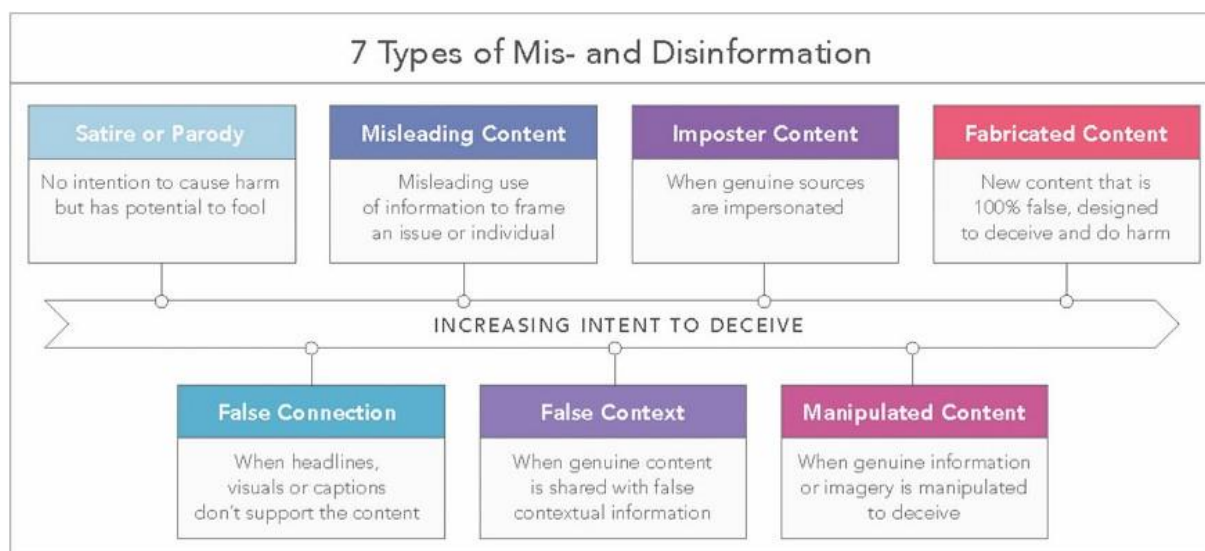 7 Types of Mis- and Disinformation
Satire or Parody
No intention to cause harm
but has potential to fool
Misleading Content
Misleading use
of information to frame
an issue or individual
Imposter Content
When genuine sources
are impersonated
Fabricated Content
New content that is
100% false, designed
to deceive and do harm
INCREASING INTENT TO DECEIVE
False Connection
When headlines,
visuals or captions
don't support the content
False Context
When genuine content
is shared with false
contextual information
Manipulated Content
When genuine information
or imagery is manipulated
to deceive